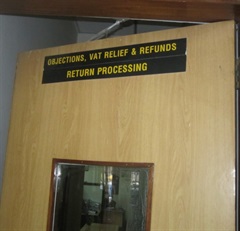 OBJECTIONS, VAT RELIEF & REFUNDS
RETURN PROCESSING